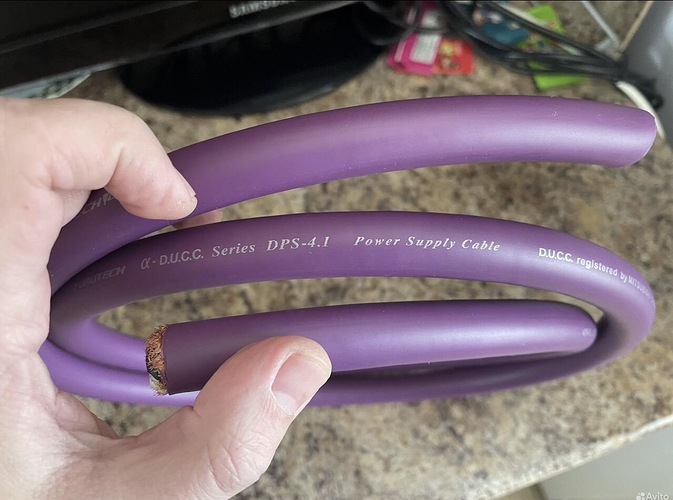 SAMSUNG
α-D.U.C.C. Series DPS-4.1 Power Supply Cable D.U.C.C. registered by
Avito